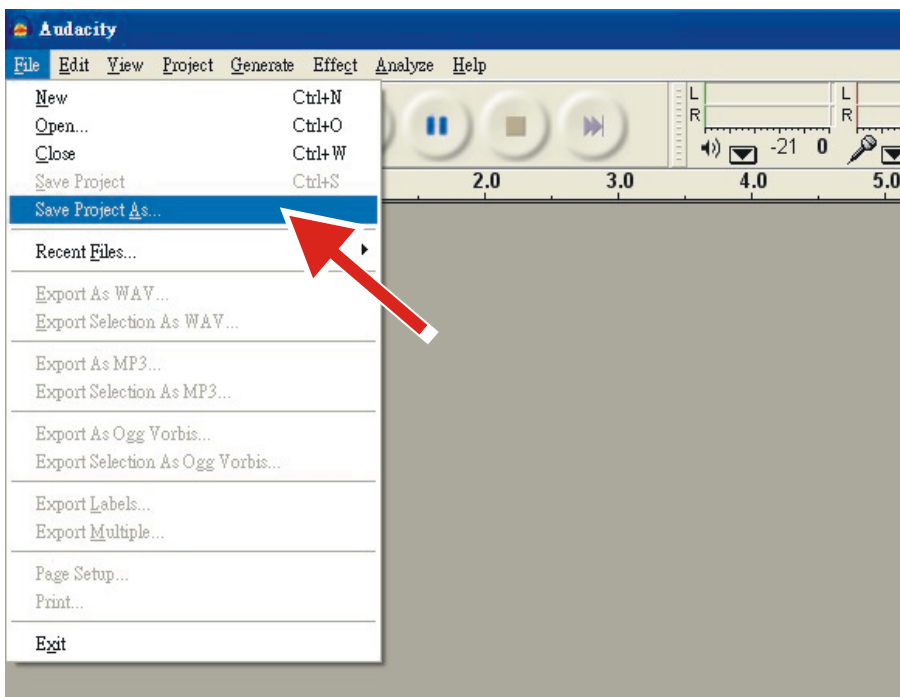 Audacity
File Edit View Project Generate Effect Analyze Help
New Ctrl+N
Open... Ctrl+O
Close Ctrl+W
Save Project Ctrl+S
Save Project As...
Recent Files...
Export As WAV...
Export Selection As WAV...
Export As MP3...
Export Selection As MP3...
Export As Ogg Vorbis...
Export Selection As Ogg Vorbis...
Export Labels...
Export Multiple...
Page Setup...
Print...
Exit
L L
R R
-21 0
2.0 3.0 4.0 5.0